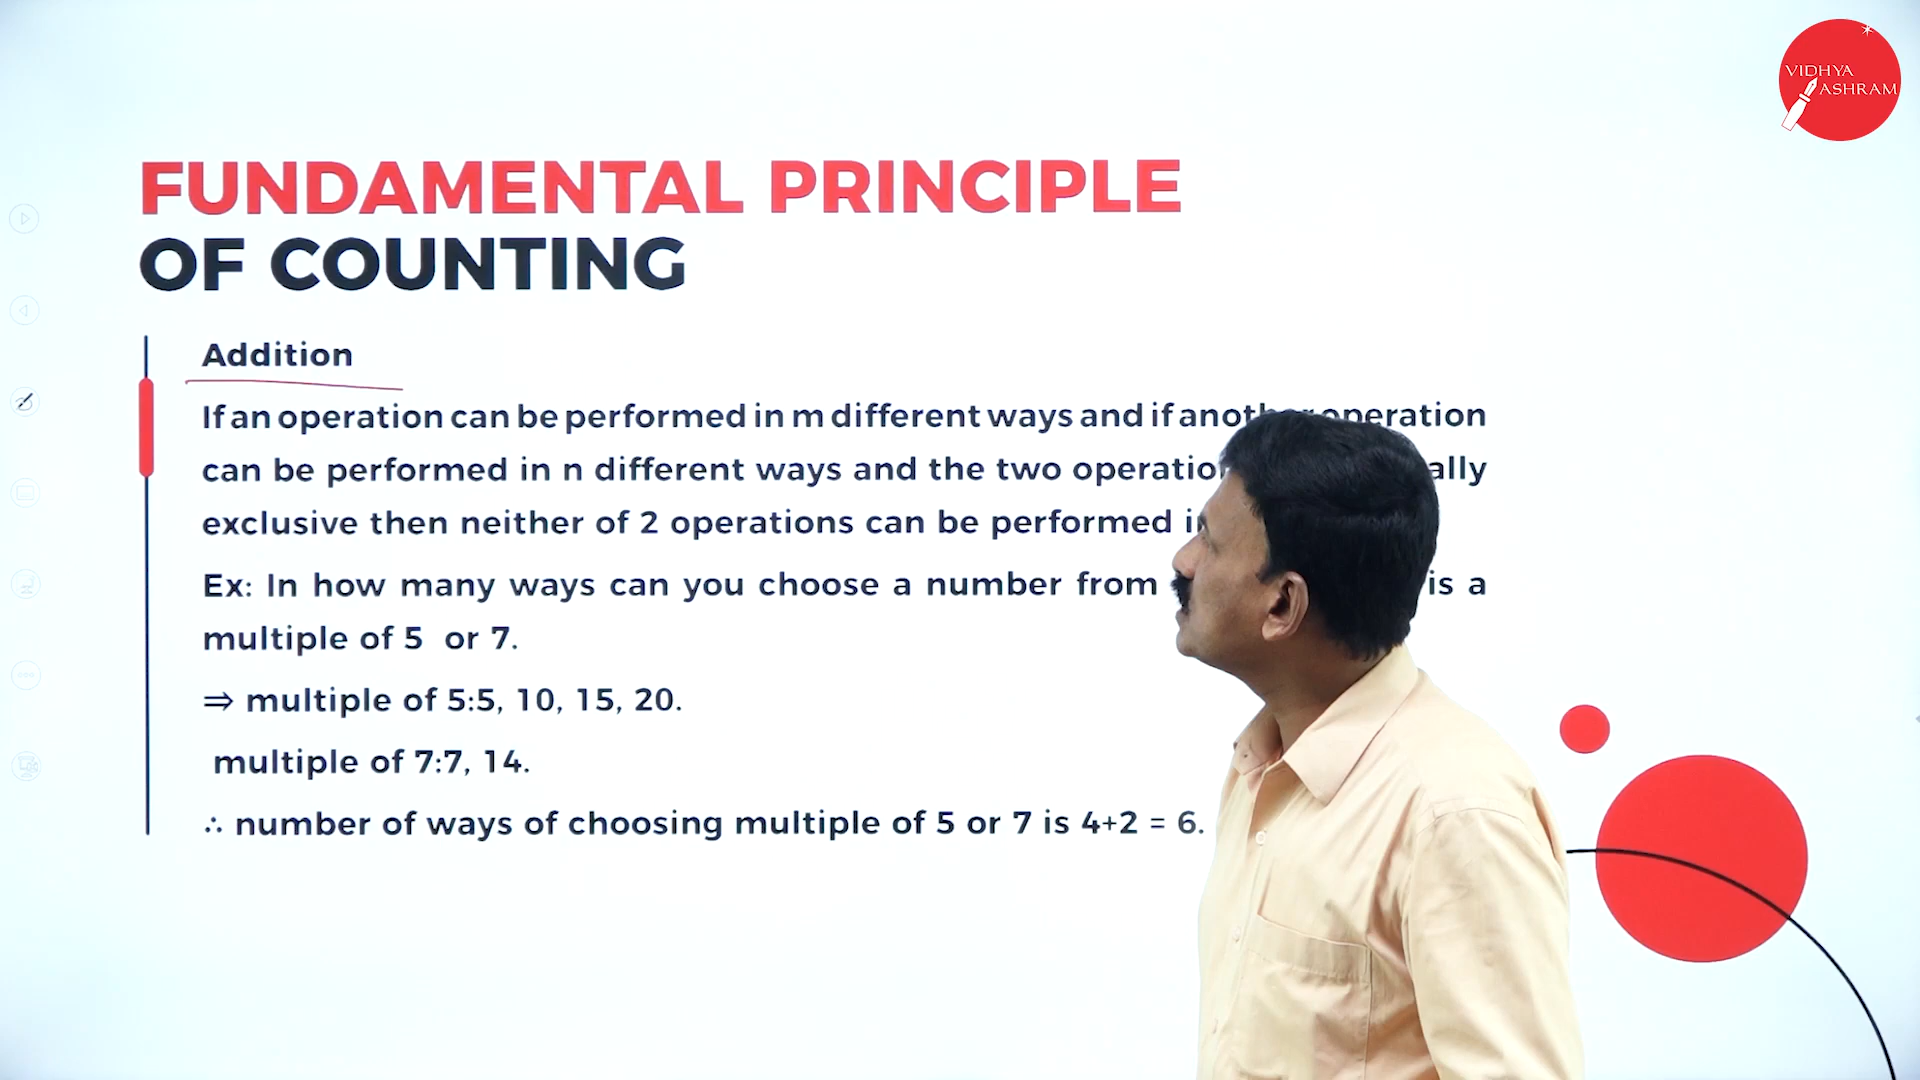 VIDHYA
ASHRAM
FUNDAMENTAL PRINCIPLE
OF COUNTING
Addition
If an operation can be performed in m different ways and if another operation
can be performed in n different ways and the two
exclusive then neither of 2 operations can be performed
Ex: In how many ways can you choose a number from is a
multiple of 5 or 7.
⇒ multiple of 5:5, 10, 15, 20.
multiple of 7:7, 14.
∴ number of ways of choosing multiple of 5 or 7 is 4+2 = 6.